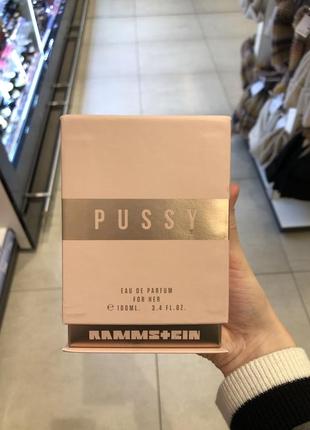 PUSSY
EAU DE PARFUM
FOR HER
℮ 100ML. 3.4 FL.OZ.
RAMMSTEIN